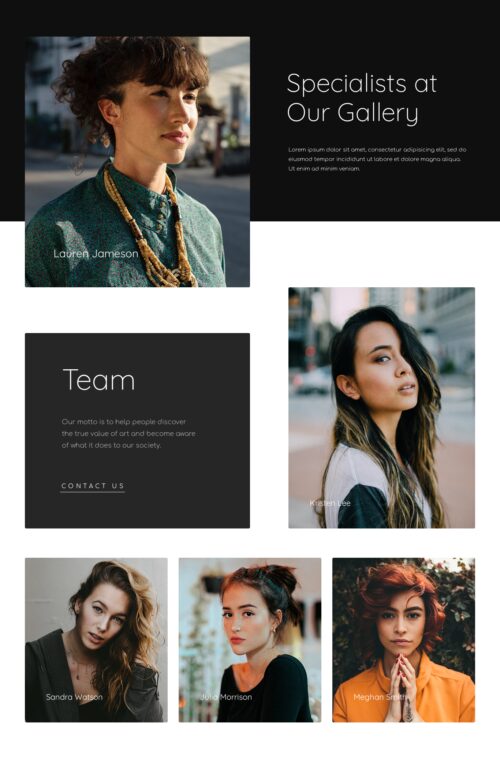 Specialists at
Our Gallery
Lorem ipsum dolor sit amet, consectetur adipisicing elit, sed do
eiusmod tempor incididunt ut labore et dolore magna aliqua.
Ut enim ad minim veniam.
Lauren Jameson
Team
Our motto is to help people discover
the true value of art and become aware
of what it does to our society.
CONTACT US
Kristen Lee
Sandra Watson
Julia Morrison
Meghan Smith